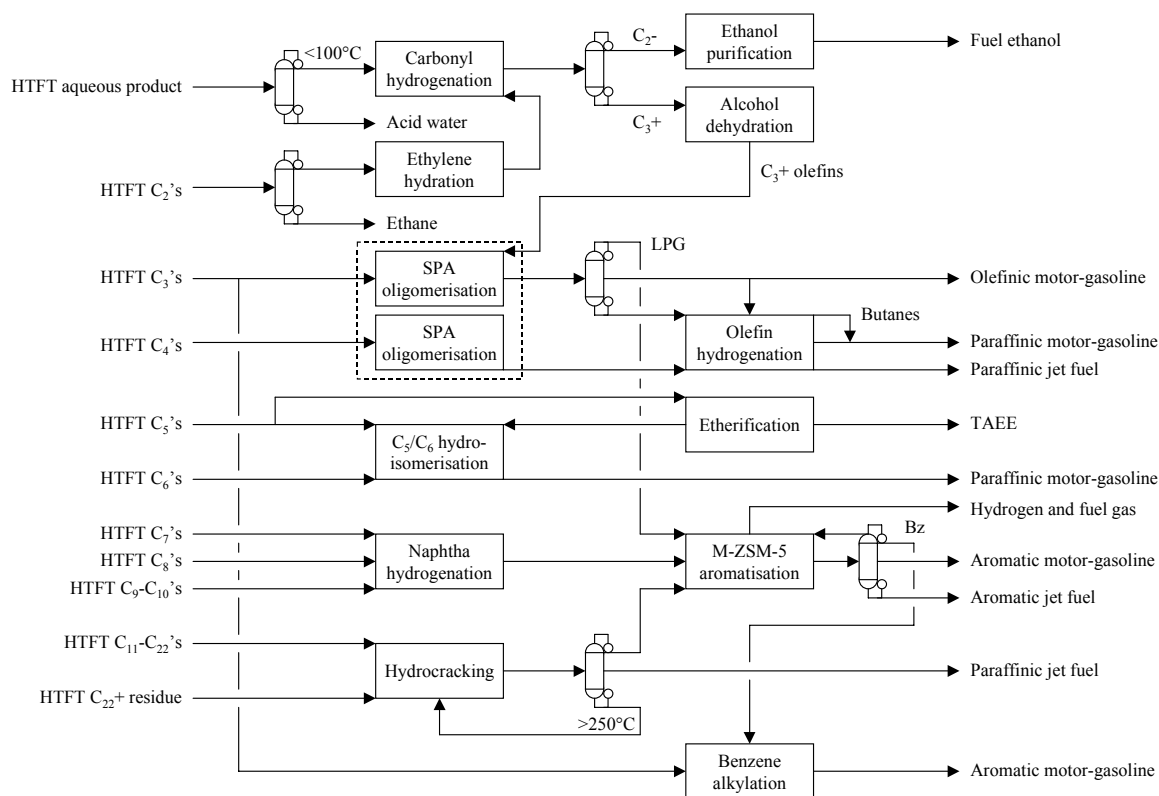 HTFT aqueous product
<100°C
Carbonyl
hydrogenation
Acid water
C₂-
C₃+
Ethanol
purification
Fuel ethanol
Alcohol
dehydration
C₃+ olefins
HTFT C₂’s
Ethylene
hydration
Ethane
HTFT C₃’s
SPA
oligomerisation
LPG
Olefinic motor-gasoline
HTFT C₄’s
SPA
oligomerisation
Olefin
hydrogenation
Butanes
Paraffinic motor-gasoline
Paraffinic jet fuel
HTFT C₅’s
C₅/C₆ hydro-
isomerisation
Etherification
TAEE
HTFT C₆’s
Paraffinic motor-gasoline
Hydrogen and fuel gas
HTFT C₇’s
HTFT C₈’s
HTFT C₉-C₁₀’s
Naphtha
hydrogenation
M-ZSM-5
aromatisation
Bz
Aromatic motor-gasoline
Aromatic jet fuel
HTFT C₁₁-C₂₂’s
Hydrocracking
Paraffinic jet fuel
HTFT C₂₂+ residue
>250°C
Benzene
alkylation
Aromatic motor-gasoline